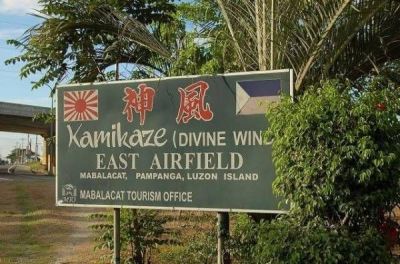 神風
Kamikaze (DIVINE WIN
EAST AIRFIELD
MABALACAT, PAMPANGA, LUZON ISLAND
MABALACAT TOURISM OFFICE